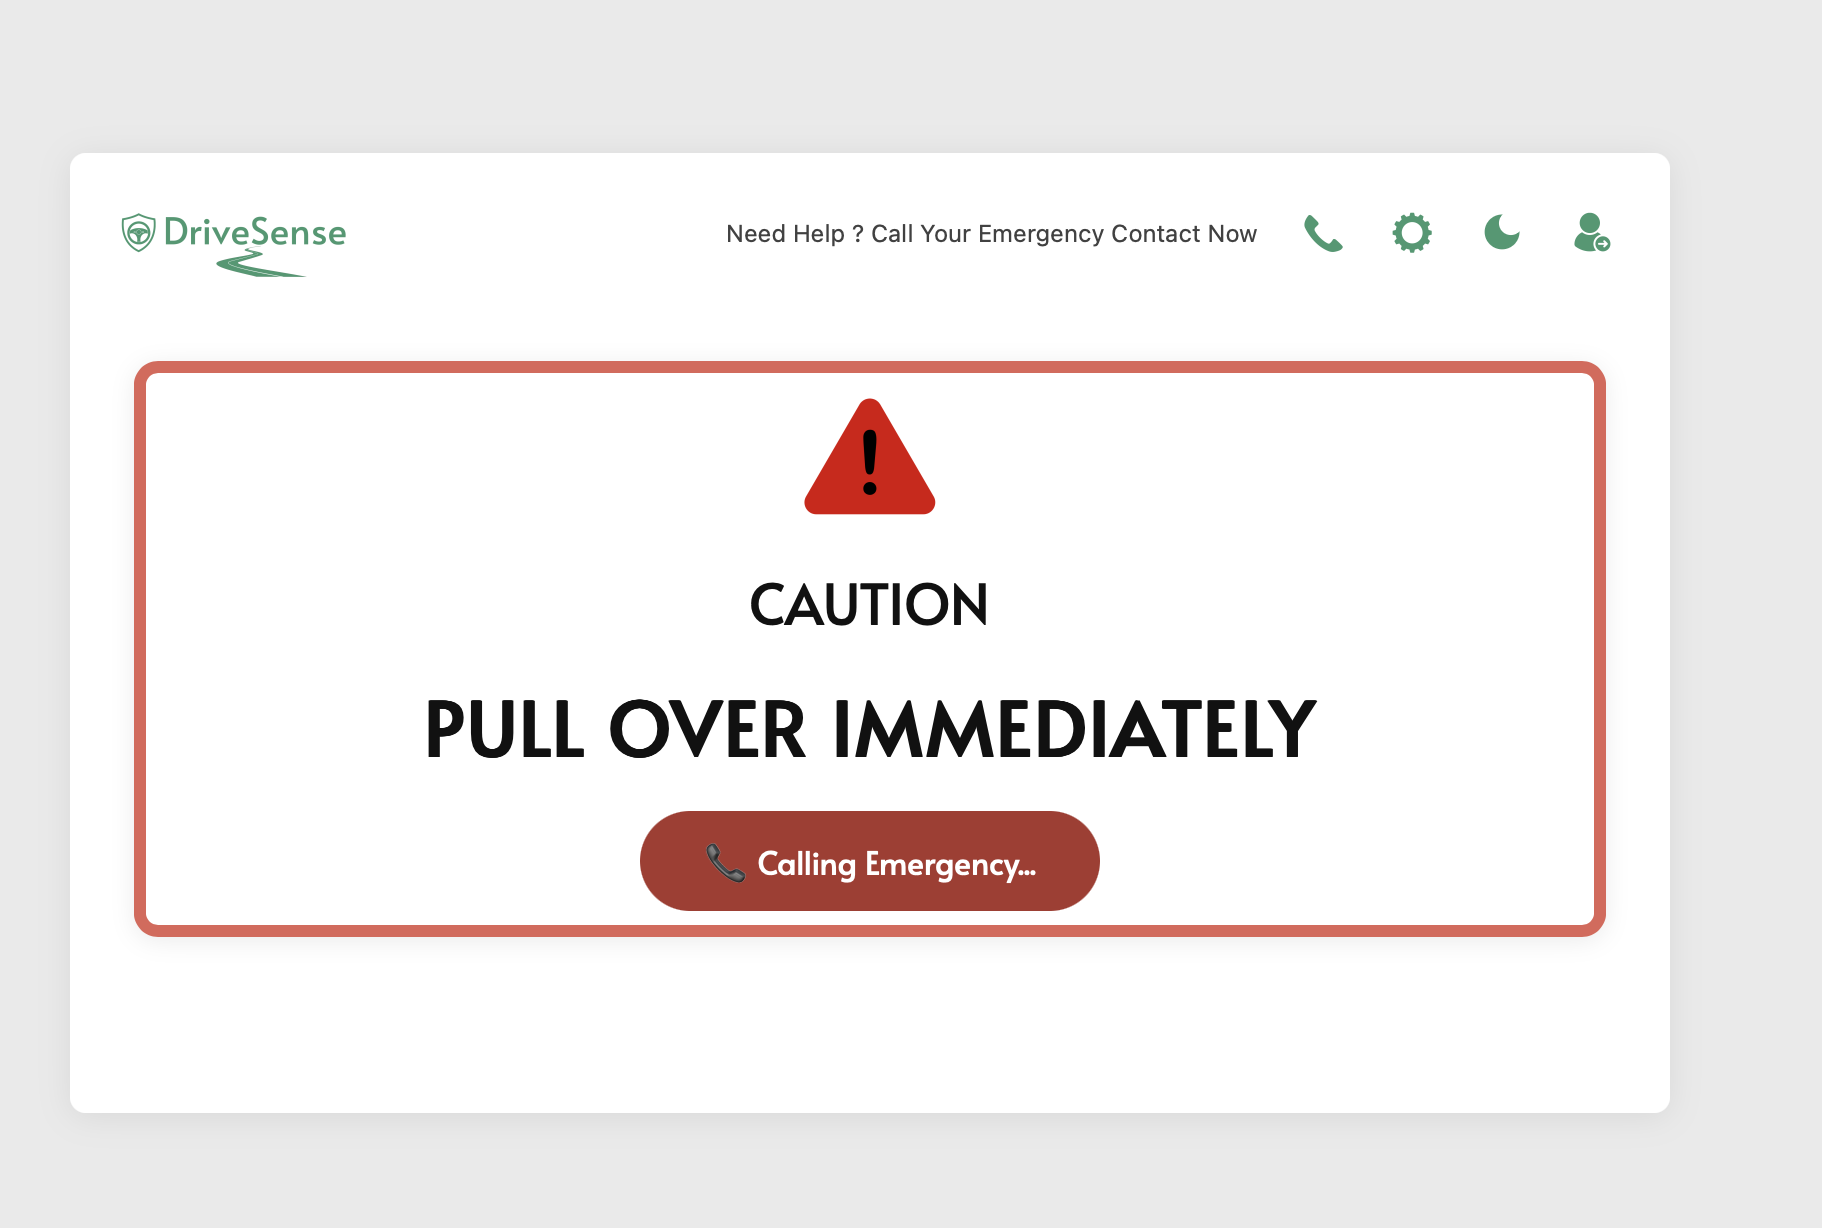 DriveSense
Need Help ? Call Your Emergency Contact Now
CAUTION
PULL OVER IMMEDIATELY
Calling Emergency...